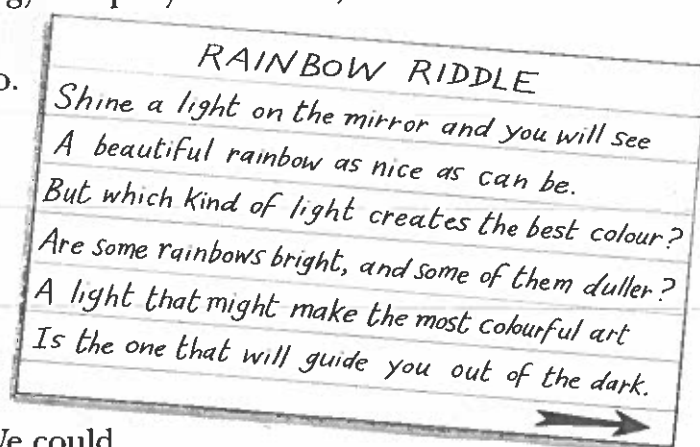 RAINBOW RIDDLE
Shine a light on the mirror and you will see
A beautiful rainbow as nice as can be.
But which kind of light creates the best colour?
Are some rainbows bright, and some of them duller?
A light that might make the most colourful art
Is the one that will guide you out of the dark.
could